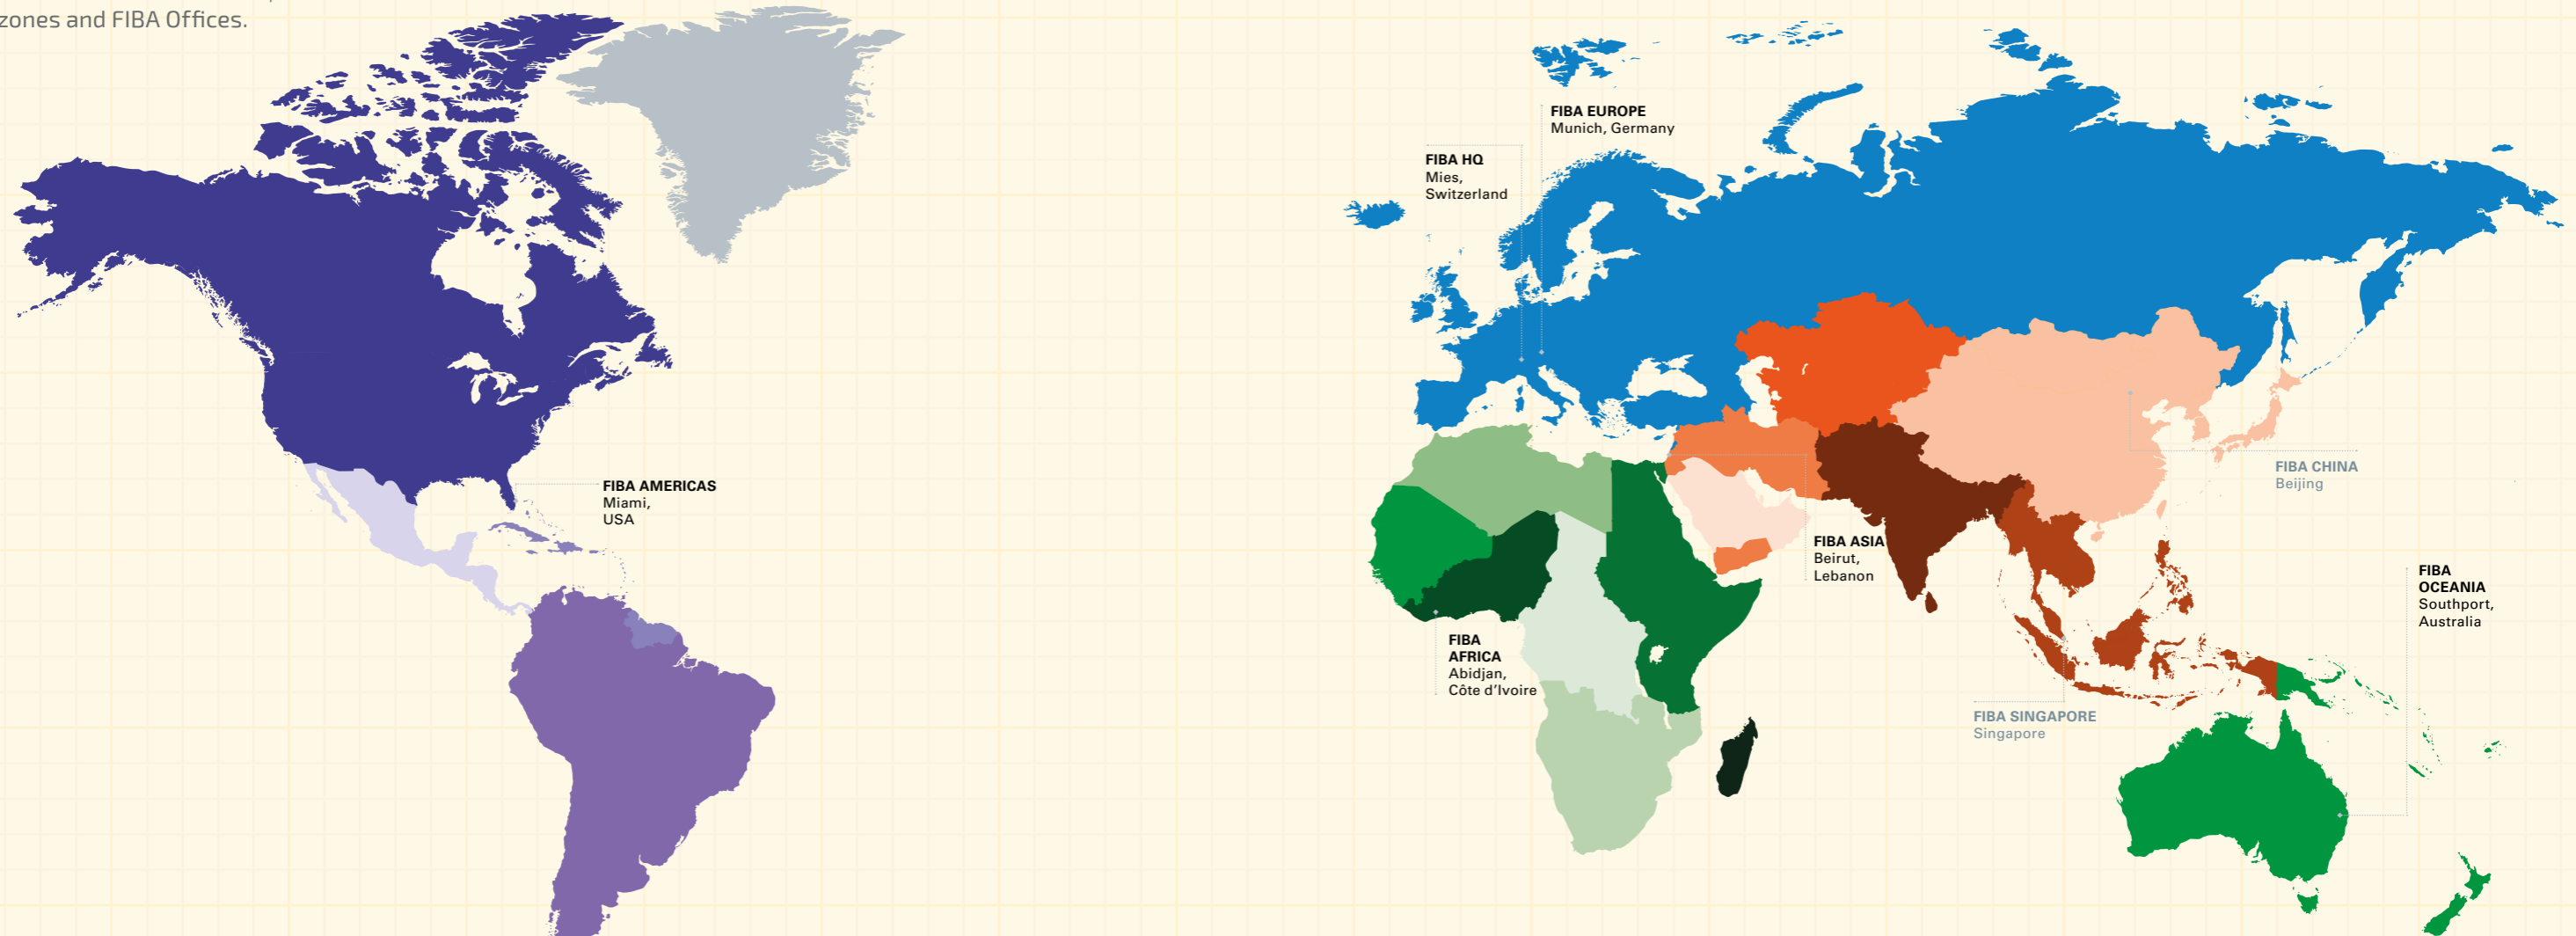 zones and FIBA Offices.
FIBA EUROPE
Munich, Germany
FIBA HQ
Mies,
Switzerland
FIBA AMERICAS
Miami,
USA
FIBA CHINA
Beijing
FIBA ASIA
Beirut,
Lebanon
FIBA
OCEANIA
Southport,
Australia
FIBA
AFRICA
Abidjan,
Côte d’Ivoire
FIBA SINGAPORE
Singapore